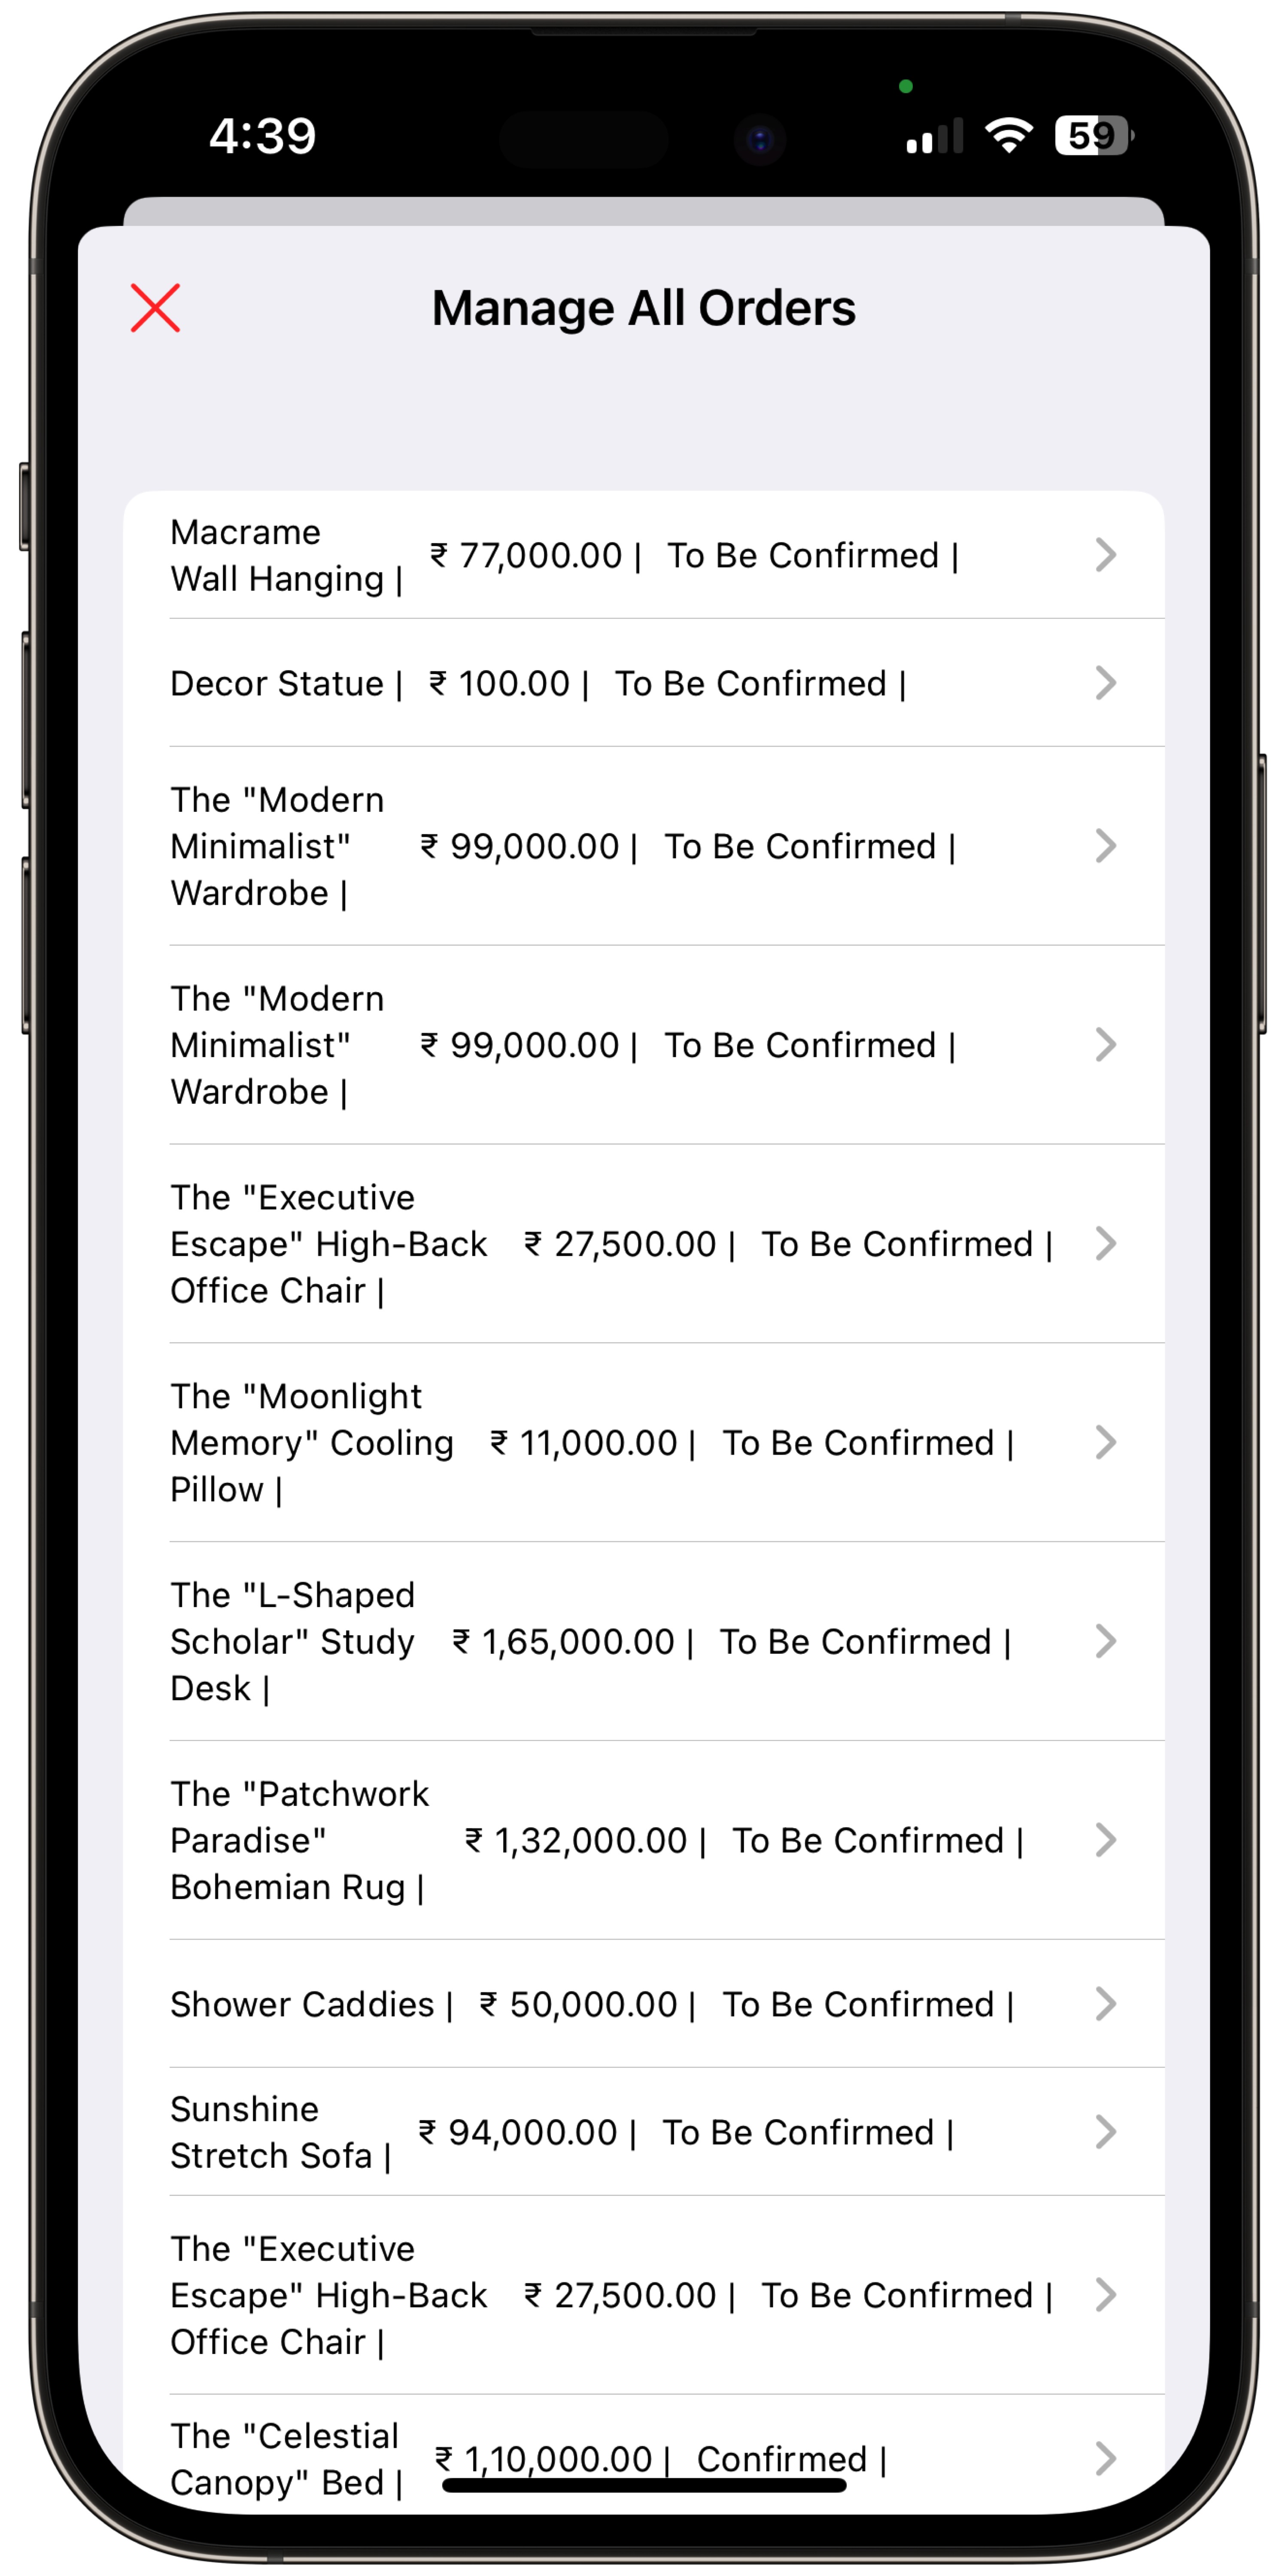 4:39
59
Manage All Orders
Macrame
Wall Hanging | ₹ 77,000.00 | To Be Confirmed |
Decor Statue | ₹ 100.00 | To Be Confirmed |
The "Modern
Minimalist" ₹ 99,000.00 | To Be Confirmed |
Wardrobe |
The "Modern
Minimalist" ₹ 99,000.00 | To Be Confirmed |
Wardrobe |
The "Executive
Escape" High-Back ₹ 27,500.00 | To Be Confirmed |
Office Chair |
The "Moonlight
Memory" Cooling ₹ 11,000.00 | To Be Confirmed |
Pillow |
The "L-Shaped
Scholar" Study ₹ 1,65,000.00 | To Be Confirmed |
Desk |
The "Patchwork
Paradise" ₹ 1,32,000.00 | To Be Confirmed |
Bohemian Rug |
Shower Caddies | ₹ 50,000.00 | To Be Confirmed |
Sunshine
Stretch Sofa | ₹ 94,000.00 | To Be Confirmed |
The "Executive
Escape" High-Back ₹ 27,500.00 | To Be Confirmed |
Office Chair |
The "Celestial
Canopy" Bed | ₹ 1,10,000.00 | Confirmed |